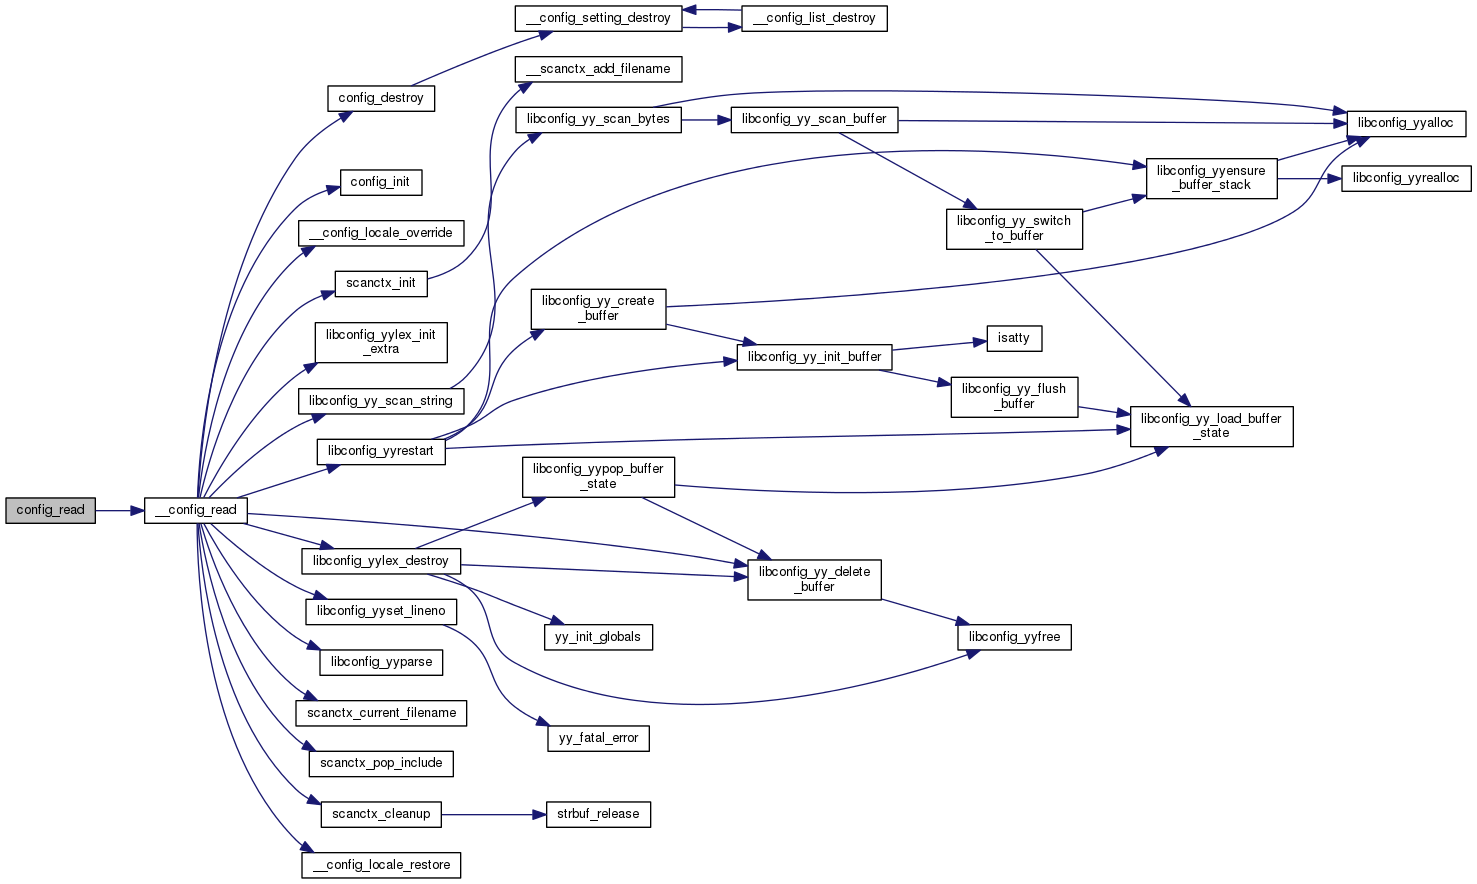 config_read
__config_read
config_destroy
config_init
__config_locale_override
scanctx_init
libconfig_yylex_init
_extra
libconfig_yy_scan_string
libconfig_yyrestart
libconfig_yylex_destroy
libconfig_yyset_lineno
libconfig_yyparse
scanctx_current_filename
scanctx_pop_include
scanctx_cleanup
__config_locale_restore
__config_setting_destroy
__scanctx_add_filename
libconfig_yy_scan_bytes
libconfig_yy_create
_buffer
libconfig_yypop_buffer
_state
yy_init_globals
yy_fatal_error
strbuf_release
__config_list_destroy
libconfig_yy_scan_buffer
libconfig_yy_init_buffer
libconfig_yy_delete
_buffer
libconfig_yy_switch
_to_buffer
isatty
libconfig_yy_flush
_buffer
libconfig_yyfree
libconfig_yyensure
_buffer_stack
libconfig_yy_load_buffer
_state
libconfig_yyalloc
libconfig_yyrealloc